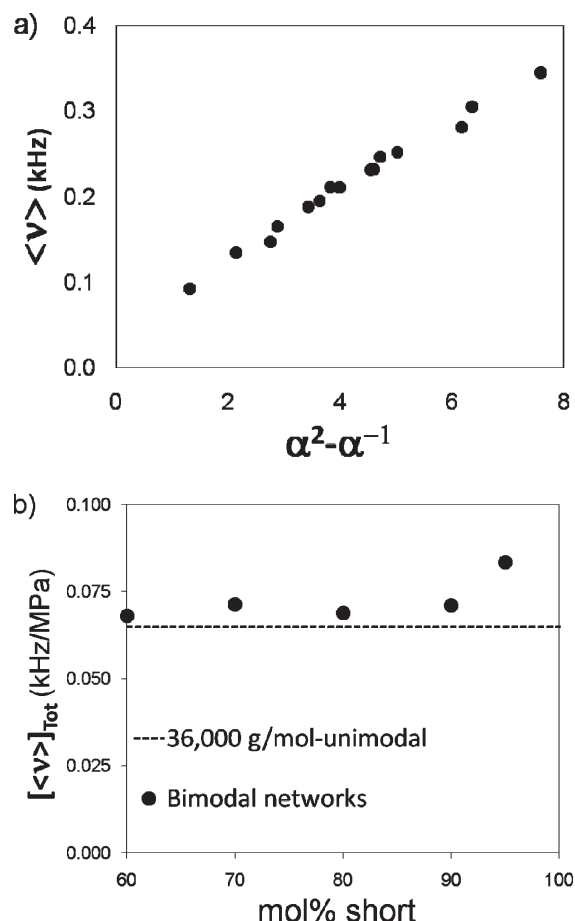 a)
0.4
0.3
0.2
0.1
0.0
<ν> (kHz)
0 2 4 6 8
α²-α⁻¹
b)
0.100
0.075
0.050
0.025
0.000
[<ν>]Tot (kHz/MPa)
36,000 g/mol-unimodal
Bimodal networks
60 70 80 90 100
mol% short